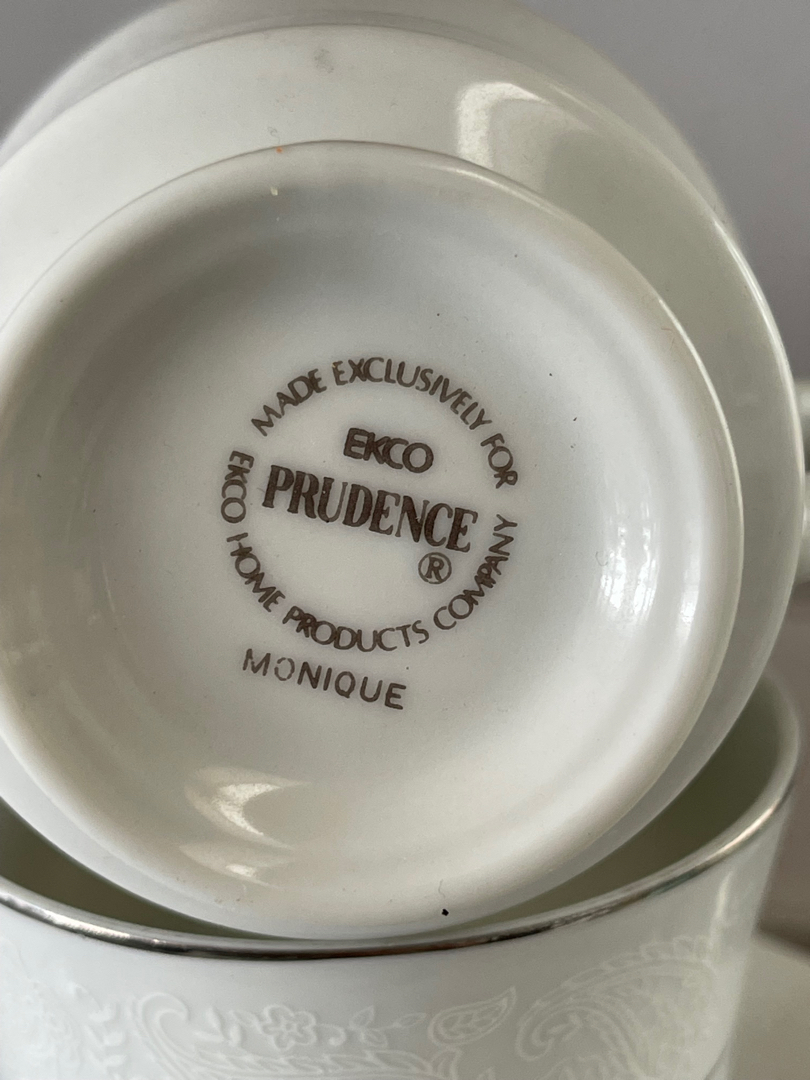 MADE EXCLUSIVELY FOR
EKCO
PRUDENCE
®
EKCO HOME PRODUCTS COMPANY
MONIQUE